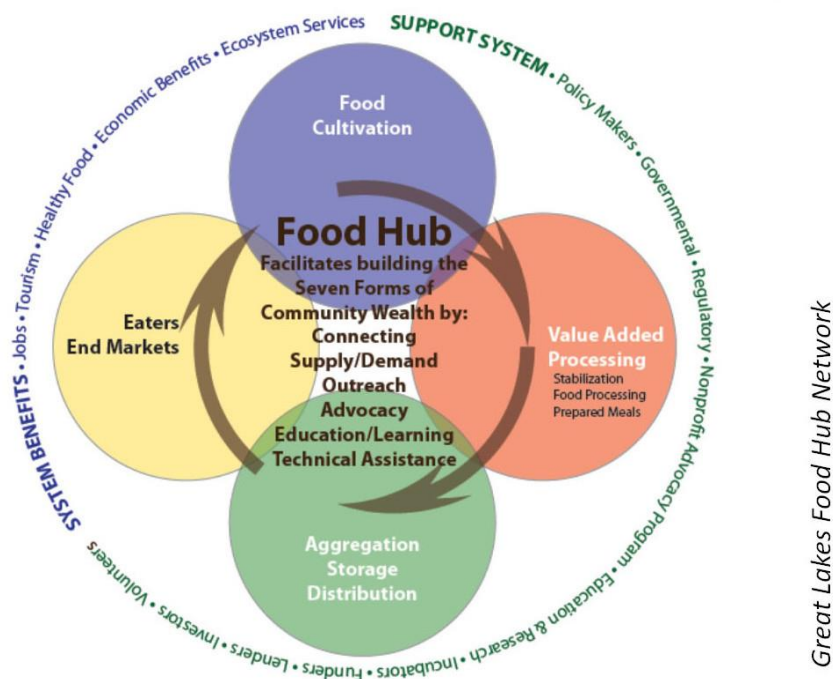 SYSTEM BENEFITS • Jobs • Tourism • Healthy Food • Economic Benefits • Ecosystem Services
SUPPORT SYSTEM • Policy Makers • Governmental • Regulatory • Nonprofit Advocacy Program • Education & Research • Incubators • Funders • Lenders • Investors • Volunteers
Food
Cultivation
Food Hub
Facilitates building the
Seven Forms of
Community Wealth by:
Connecting
Supply/Demand
Outreach
Advocacy
Education/Learning
Technical Assistance
Eaters
End Markets
Value Added
Processing
Stabilization
Food Processing
Prepared Meals
Aggregation
Storage
Distribution
Great Lakes Food Hub Network